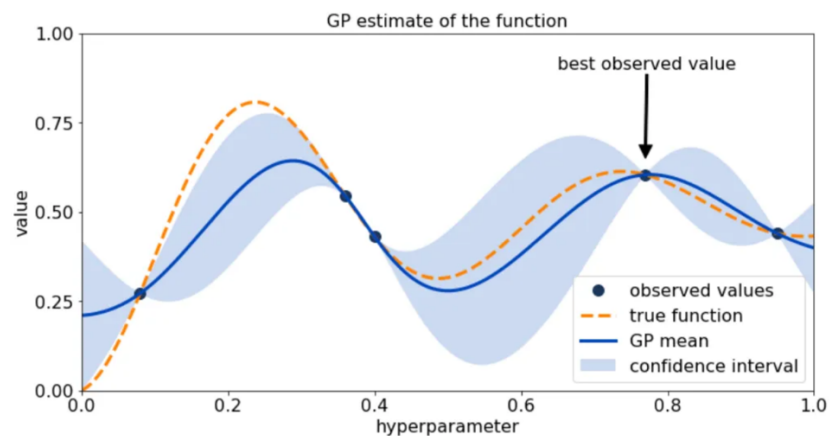 GP estimate of the function
1.00
best observed value
0.75
value
0.50
observed values
true function
0.25
GP mean
confidence interval
0.00
0.0 0.2 0.4 0.6 0.8 1.0
hyperparameter